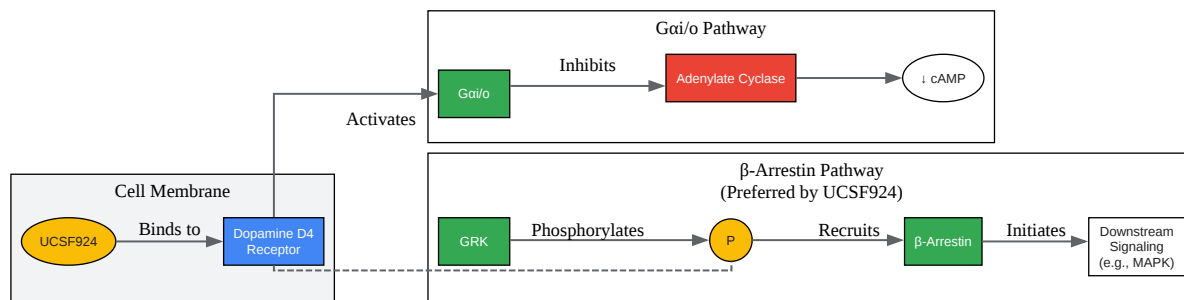 Gαi/o Pathway
Inhibits
Gαi/o
Adenylate Cyclase
↓ cAMP
Activates
β-Arrestin Pathway
(Preferred by UCSF924)
Cell Membrane
UCSF924
Binds to
Dopamine D4
Receptor
GRK
Phosphorylates
P
Recruits
β-Arrestin
Initiates
Downstream
Signaling
(e.g., MAPK)